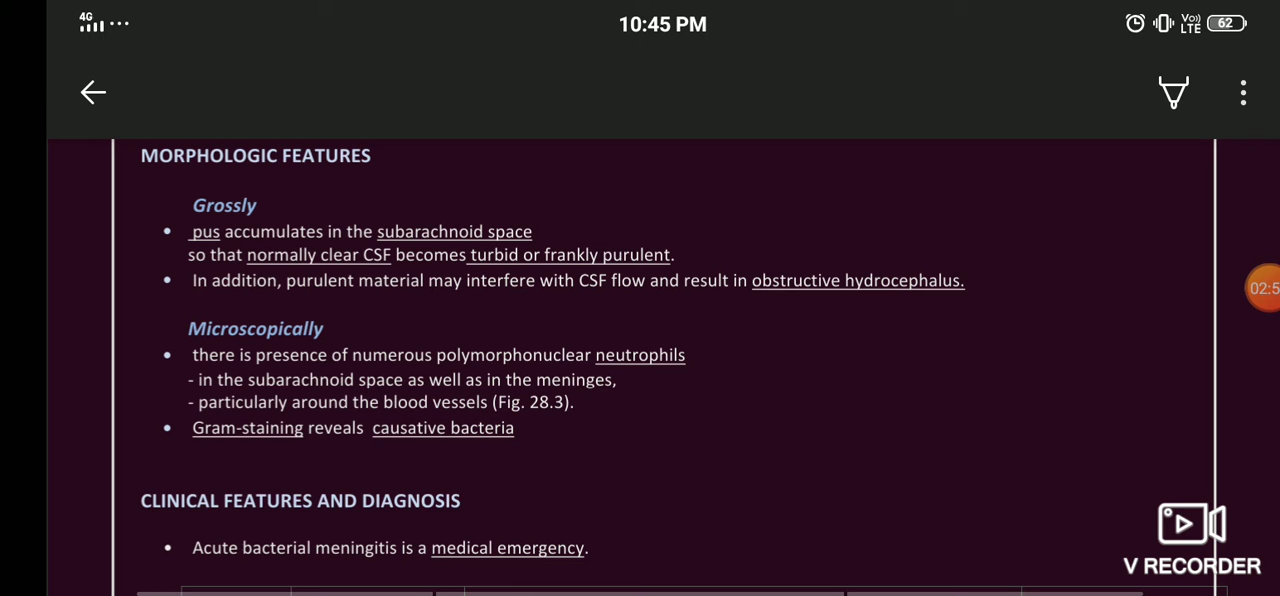 4G
10:45 PM
Vo))
LTE
62
MORPHOLOGIC FEATURES
Grossly
• pus accumulates in the subarachnoid space
so that normally clear CSF becomes turbid or frankly purulent.
• In addition, purulent material may interfere with CSF flow and result in obstructive hydrocephalus.
02:5
Microscopically
• there is presence of numerous polymorphonuclear neutrophils
- in the subarachnoid space as well as in the meninges,
- particularly around the blood vessels (Fig. 28.3).
• Gram-staining reveals causative bacteria
CLINICAL FEATURES AND DIAGNOSIS
• Acute bacterial meningitis is a medical emergency.
V RECORDER